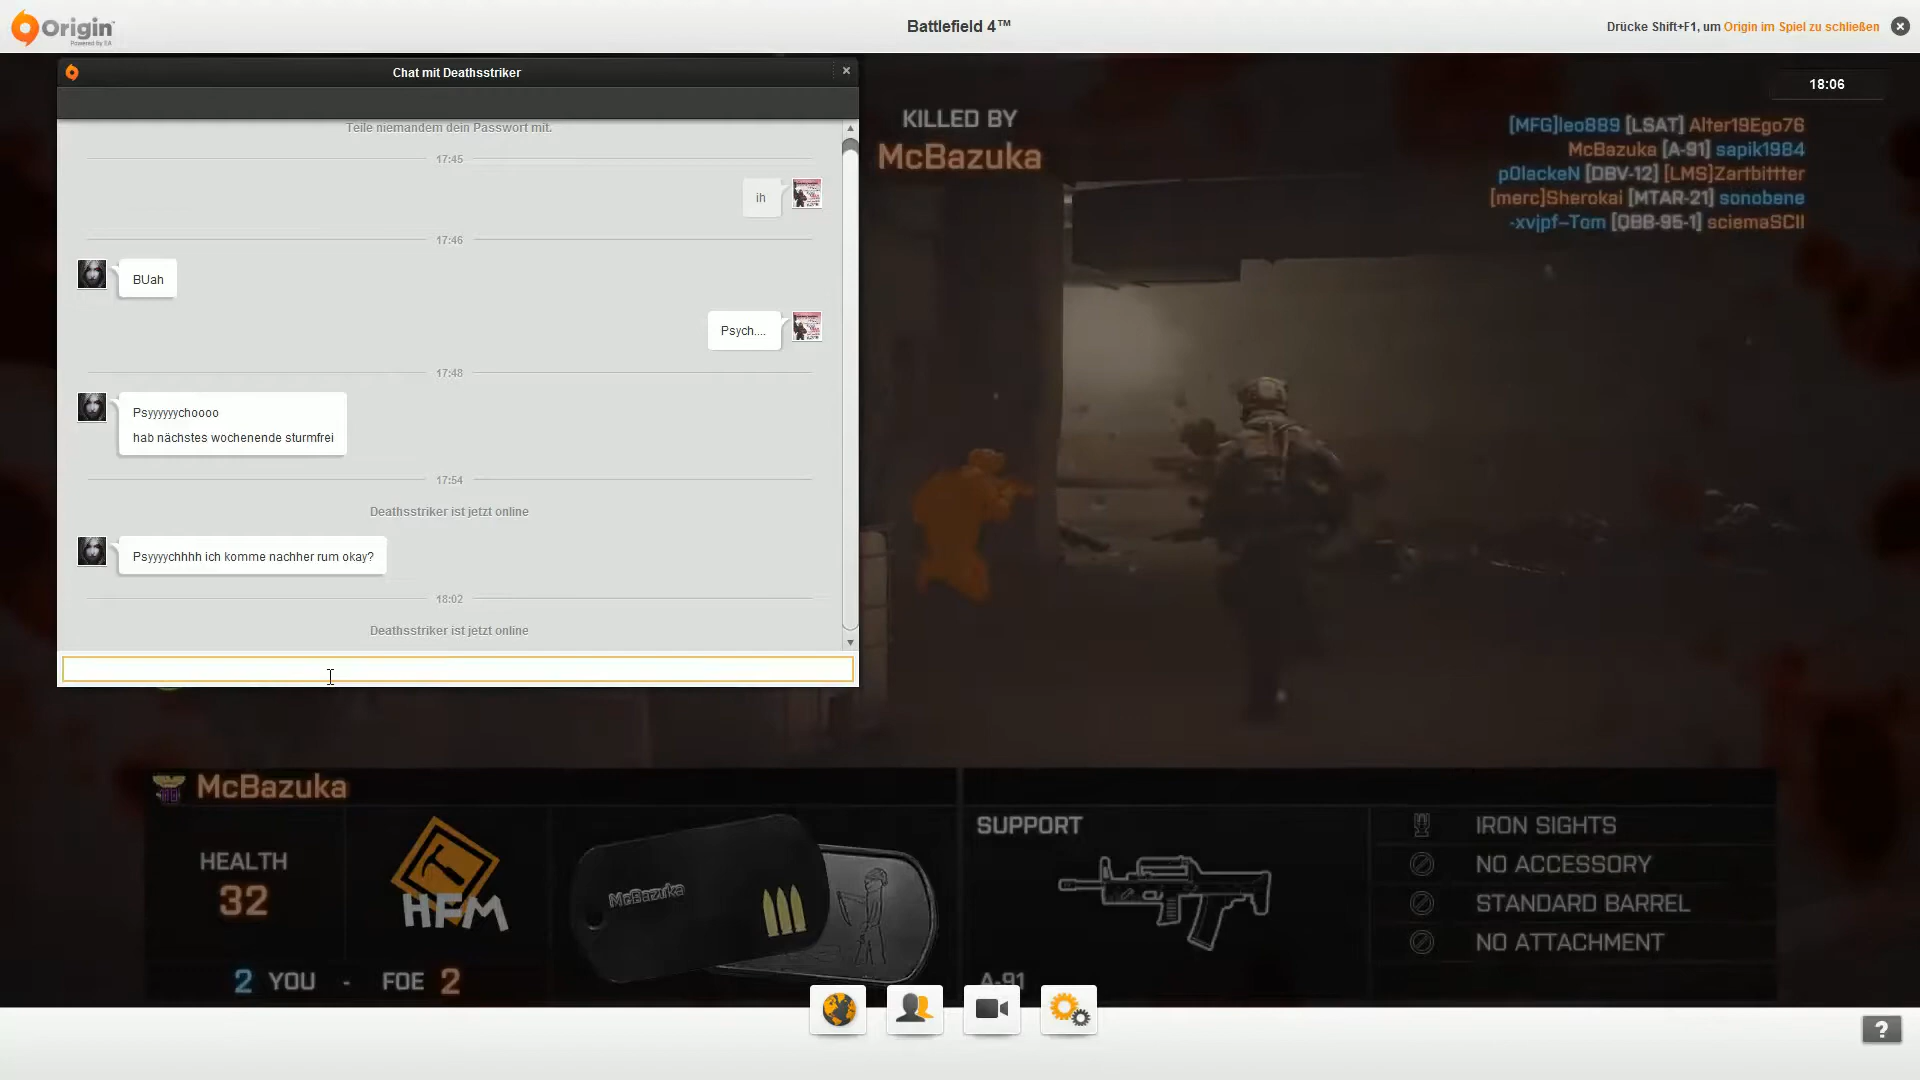 Origin
Powered by EA
Battlefield 4™
Drücke Shift+F1, um Origin im Spiel zu schließen
Chat mit Deathsstriker
Teile niemandem dein Passwort mit.
17:45
ih
17:46
BUah
Psych....
17:48
Psyyyyyychoooo
hab nächstes wochenende sturmfrei
17:54
Deathsstriker ist jetzt online
Psyyyychhhh ich komme nachher rum okay?
18:02
Deathsstriker ist jetzt online
KILLED BY
McBazuka
18:06
[MFG]leo889 [LSAT] Alter19Ego76
McBazuka [A-91] sapik1984
p0lackeN [DBV-12] [LMS]Zartbittter
[merc]Sherokai [MTAR-21] sonobene
-xvjpf-Tom [QBB-95-1] sciemaSCII
McBazuka
HEALTH
32
HFM
McBazuka
2 YOU - FOE 2
SUPPORT
A-91
IRON SIGHTS
NO ACCESSORY
STANDARD BARREL
NO ATTACHMENT
?